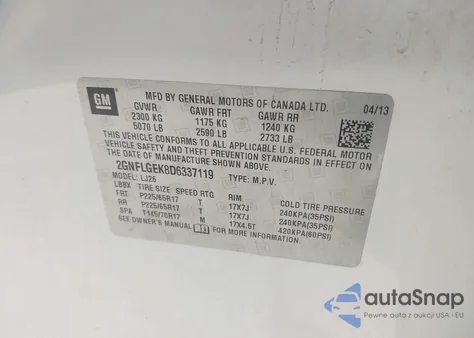 GM
MFD BY GENERAL MOTORS OF CANADA LTD. 04/13
GVWR GAWR FRT GAWR RR
2300 KG 1175 KG 1240 KG
5070 LB 2590 LB 2733 LB
THIS VEHICLE CONFORMS TO ALL APPLICABLE U.S. FEDERAL MOTOR
VEHICLE SAFETY AND THEFT PREVENTION STANDARDS IN EFFECT ON
THE DATE OF MANUFACTURE SHOWN ABOVE.
2GNFLGEK8D6337119 TYPE: M.P.V.
MODEL: LJ26
LBBX TIRE SIZE SPEED RTG RIM COLD TIRE PRESSURE
FRT P225/65R17 T 17X7J 240KPA(35PSI)
RR P225/65R17 T 17X7J 240KPA(35PSI)
SPA T145/70R17 M 17X4.5T 420KPA(60PSI)
SEE OWNER'S MANUAL FOR MORE INFORMATION
autaSnap
Pewne auta z aukcji USA i EU